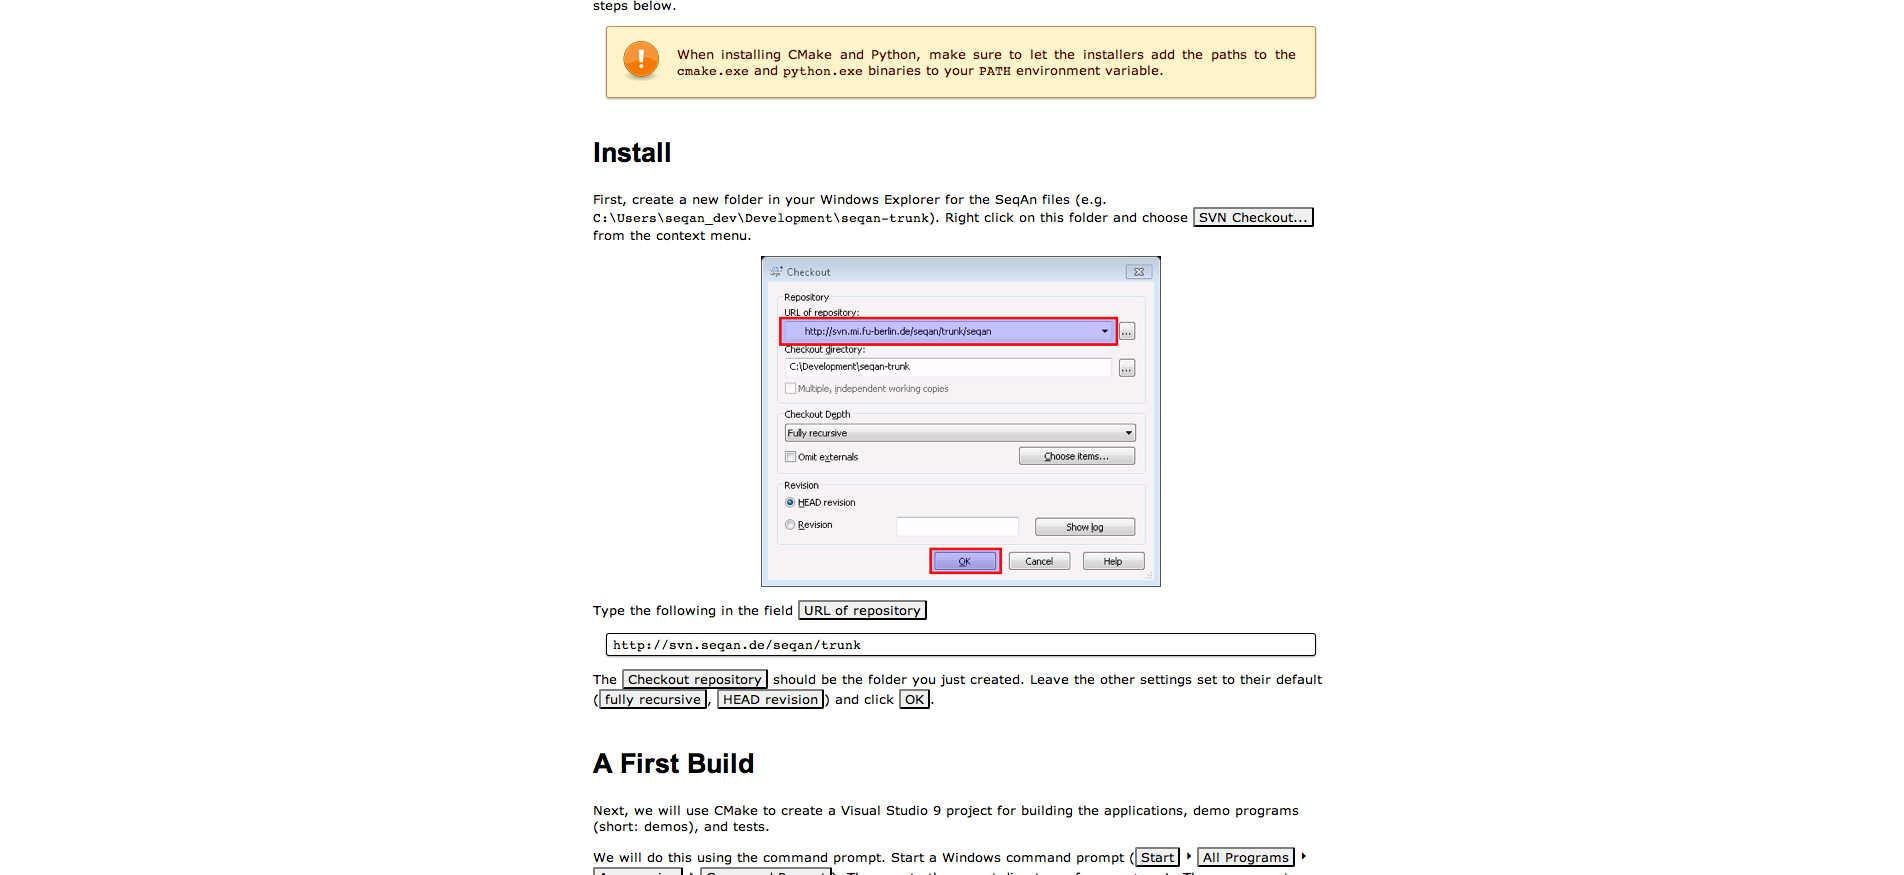 steps below.
When installing CMake and Python, make sure to let the installers add the paths to the
cmake.exe and python.exe binaries to your PATH environment variable.
Install
First, create a new folder in your Windows Explorer for the SeqAn files (e.g.
C:\Users\seqan_dev\Development\seqan-trunk). Right click on this folder and choose SVN Checkout...
from the context menu.
Checkout
Repository
URL of repository:
http://svn.mi.fu-berlin.de/seqan/trunk/seqan
...
Checkout directory:
C:\Development\seqan-trunk
...
Multiple, independent working copies
Checkout Depth
Fully recursive
Omit externals
Choose items...
Revision
HEAD revision
Revision
Show log
OK
Cancel
Help
Type the following in the field URL of repository
http://svn.seqan.de/seqan/trunk
The Checkout repository should be the folder you just created. Leave the other settings set to their default
(fully recursive, HEAD revision) and click OK.
A First Build
Next, we will use CMake to create a Visual Studio 9 project for building the applications, demo programs
(short: demos), and tests.
We will do this using the command prompt. Start a Windows command prompt (Start ‣ All Programs ‣